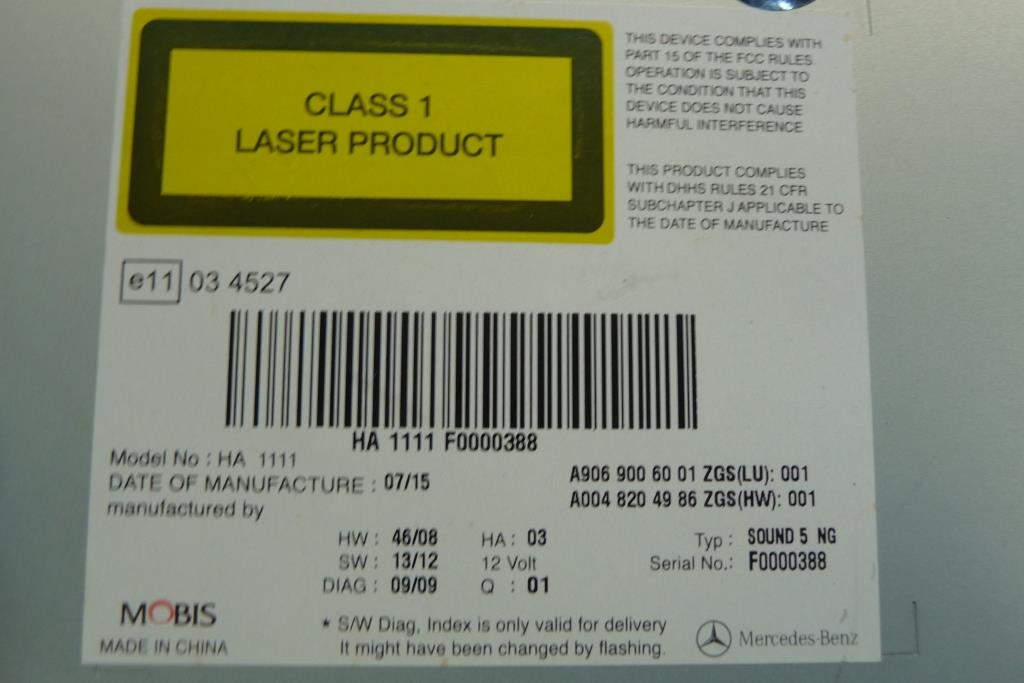 CLASS 1
LASER PRODUCT
THIS DEVICE COMPLIES WITH
PART 15 OF THE FCC RULES.
OPERATION IS SUBJECT TO
THE CONDITION THAT THIS
DEVICE DOES NOT CAUSE
HARMFUL INTERFERENCE
THIS PRODUCT COMPLIES
WITH DHHS RULES 21 CFR
SUBCHAPTER J APPLICABLE TO
THE DATE OF MANUFACTURE
e11 03 4527
HA 1111 F0000388
Model No : HA 1111
DATE OF MANUFACTURE : 07/15
manufactured by
A906 900 60 01 ZGS(LU): 001
A004 820 49 86 ZGS(HW): 001
HW : 46/08 HA : 03 Typ : SOUND 5 NG
SW : 13/12 12 Volt Serial No.: F0000388
DIAG : 09/09 Q : 01
MOBIS
MADE IN CHINA
* S/W Diag, Index is only valid for delivery
It might have been changed by flashing.
Mercedes-Benz